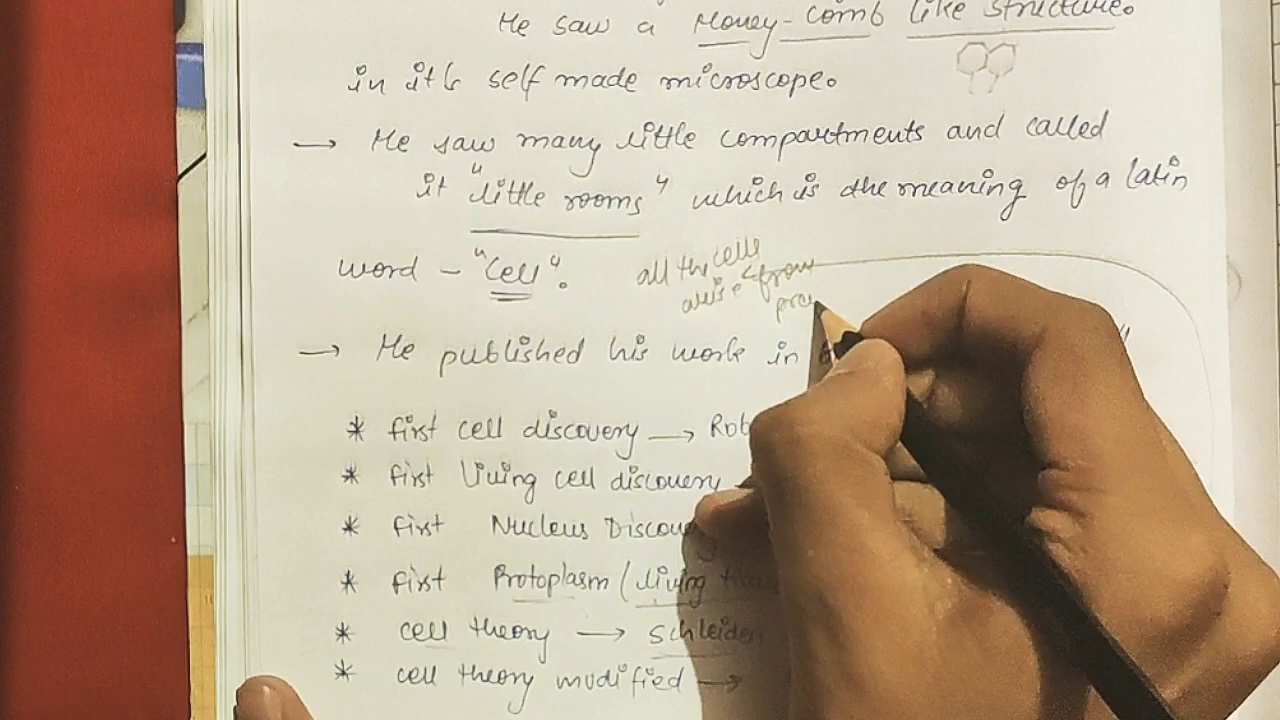 He saw a Honey-Comb like structure.
in it's self made microscope.
→ He saw many little compartments and called
it "little rooms" which is the meaning of a latin
word - "Cell".
all the cells
arise from
pre
→ He published his work in
* first cell discovery → Rob
* first living cell discovery
* first Nucleus Discovery
* first Protoplasm (living
* cell theory → Schleiden
* cell theory modified →